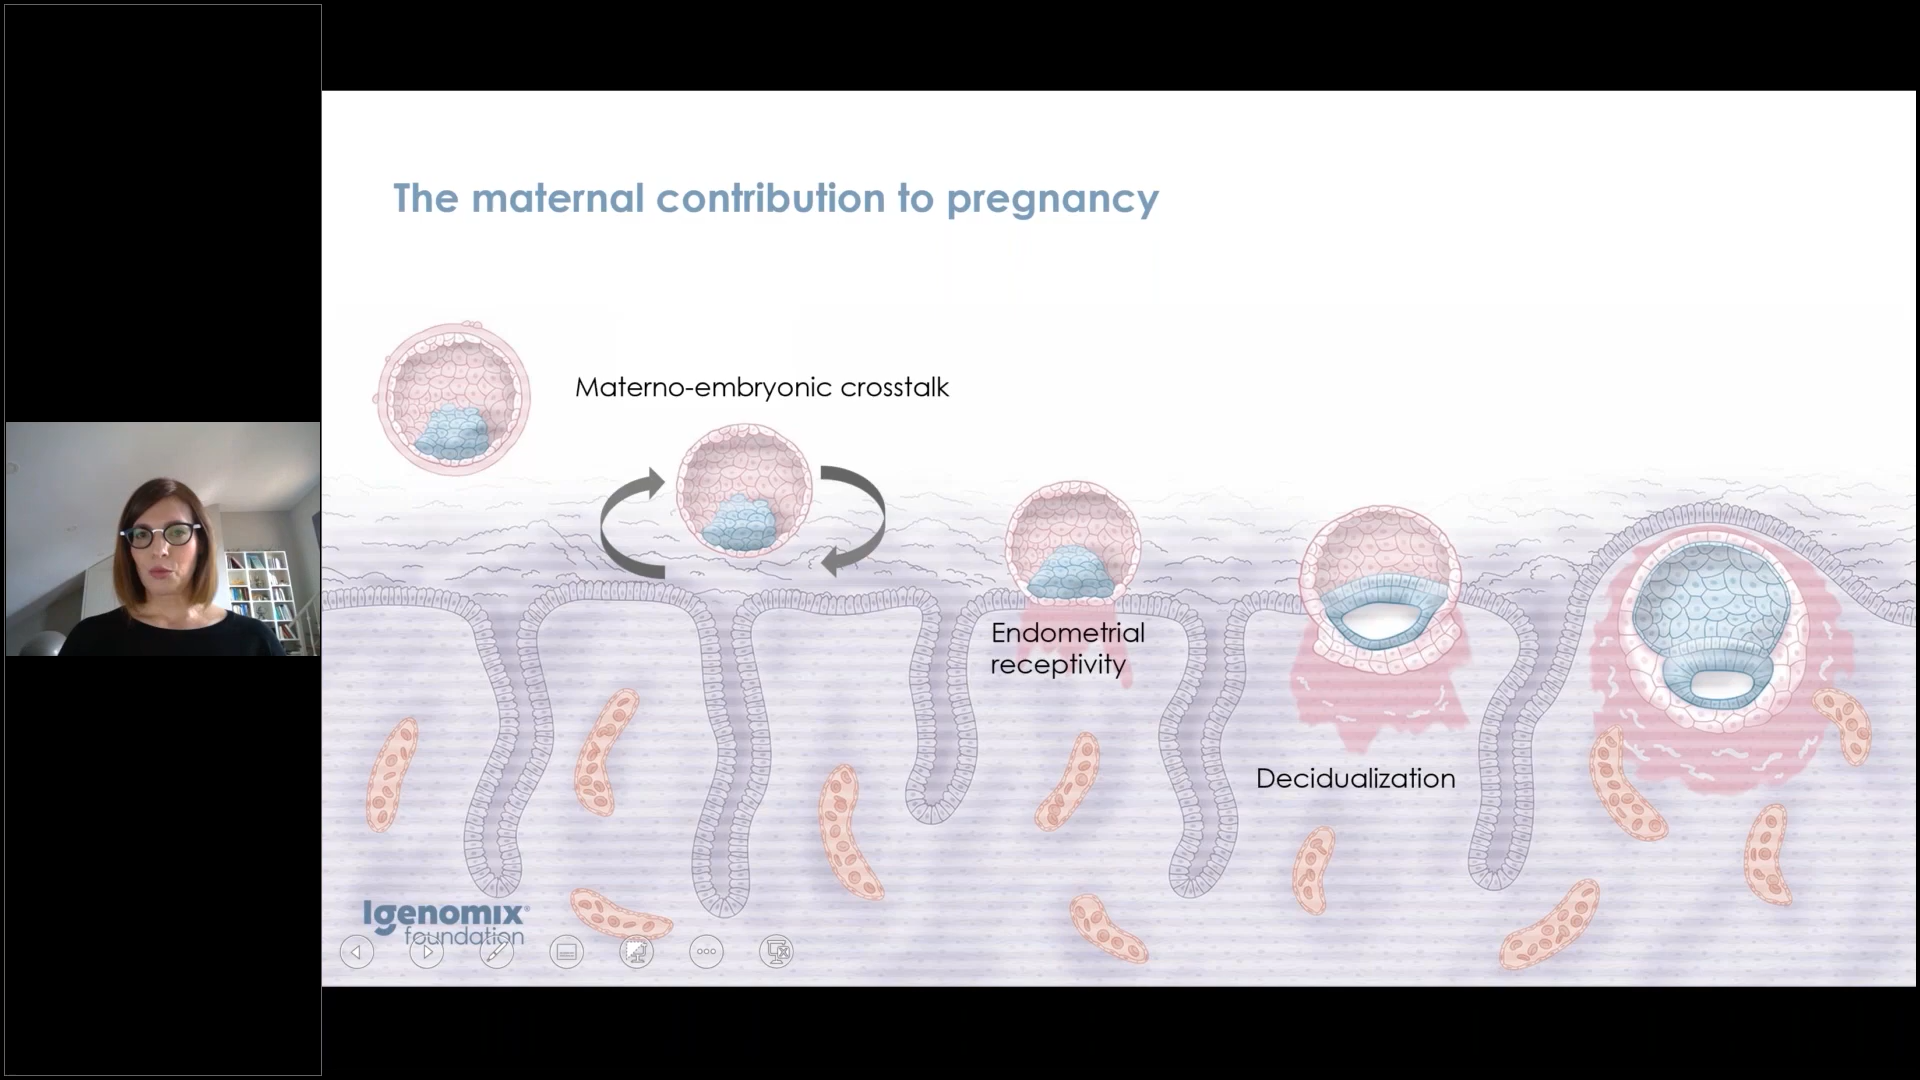 The maternal contribution to pregnancy
Materno-embryonic crosstalk
Endometrial
receptivity
Decidualization
Igenomix
foundation